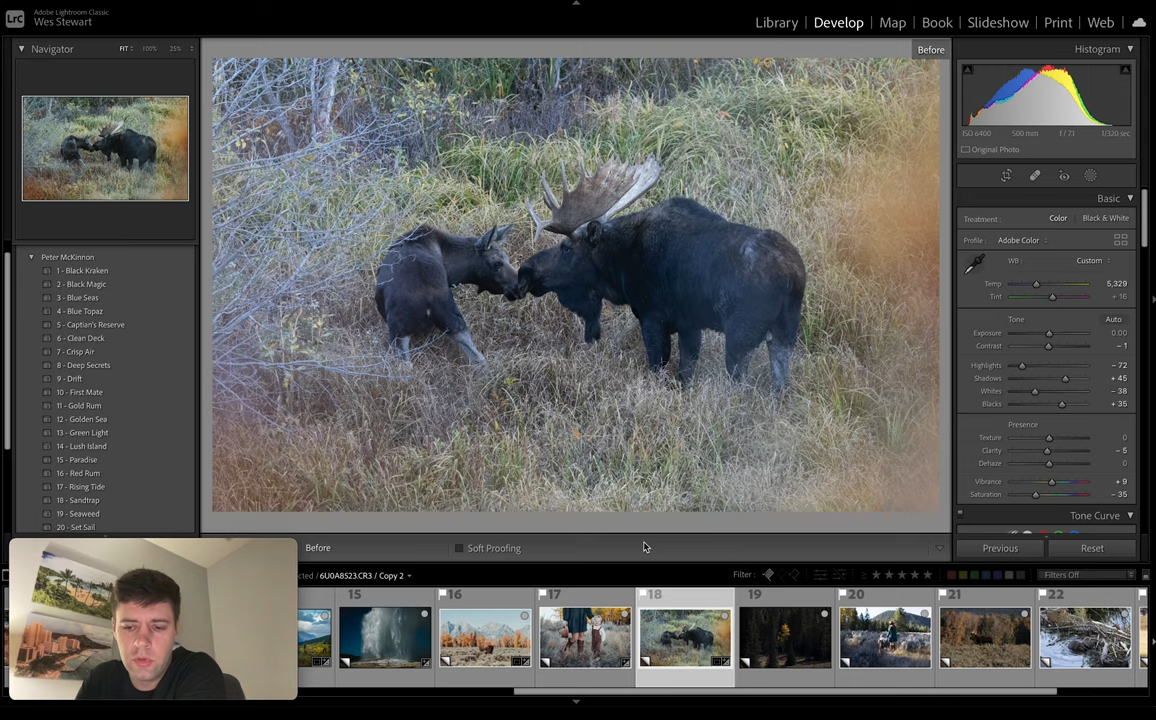 LrC
Adobe Lightroom Classic
Wes Stewart
Library | Develop | Map | Book | Slideshow | Print | Web
Navigator
FIT
100%
25%
Peter McKinnon
1 - Black Kraken
2 - Black Magic
3 - Blue Seas
4 - Blue Topaz
5 - Captian's Reserve
6 - Clean Deck
7 - Crisp Air
8 - Deep Secrets
9 - Drift
10 - First Mate
11 - Gold Rum
12 - Golden Sea
13 - Green Light
14 - Lush Island
15 - Paradise
16 - Red Rum
17 - Rising Tide
18 - Sandtrap
19 - Seaweed
20 - Set Sail
Before
Before
Soft Proofing
Histogram
ISO 6400 500 mm f / 7.1 1/320 sec
Original Photo
Basic
Treatment : Color Black & White
Profile : Adobe Color
WB : Custom
Temp 5,329
Tint + 16
Tone Auto
Exposure 0.00
Contrast − 1
Highlights − 72
Shadows + 45
Whites − 38
Blacks + 35
Presence
Texture 0
Clarity − 5
Dehaze 0
Vibrance + 9
Saturation − 35
Tone Curve
Previous
Reset
cted / 6U0A8523.CR3 / Copy 2
Filter :
Filters Off
15
16
17
18
19
20
21
22